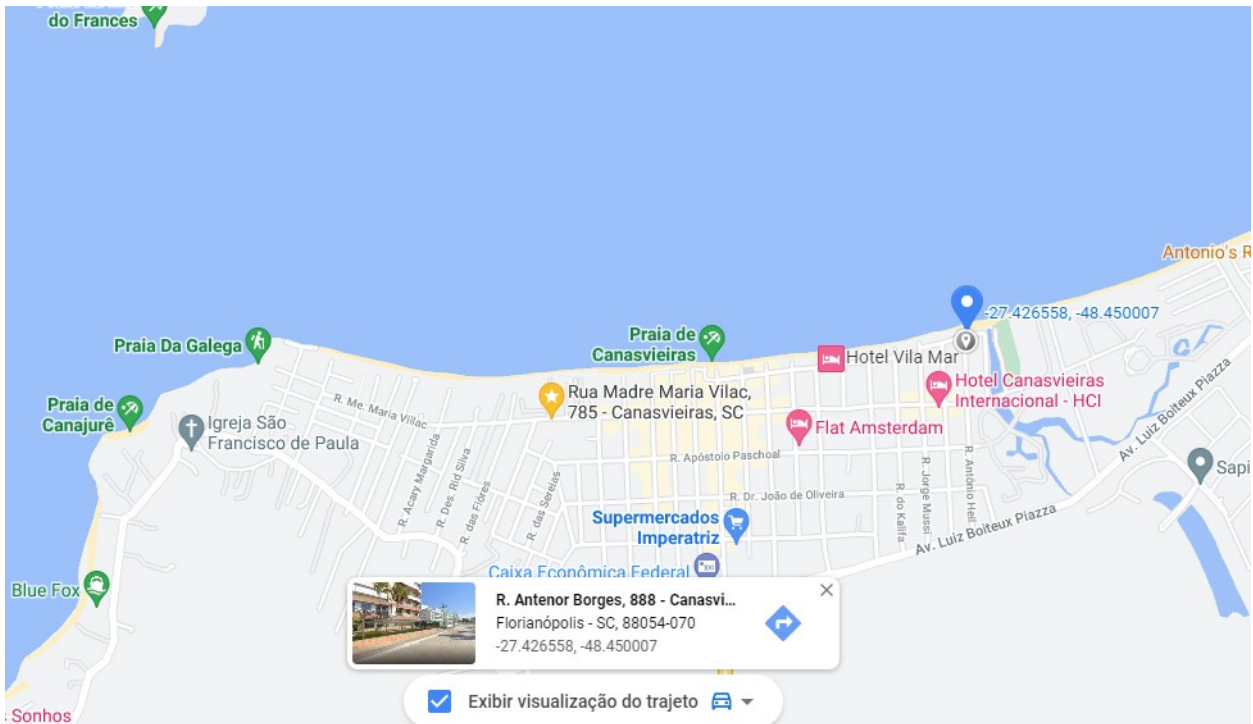 do Frances
Antonio's R
-27.426558, -48.450007
Praia Da Galega
Praia de
Canasvieiras
Hotel Vila Mar
Hotel Canasvieiras
Internacional - HCI
Rua Madre Maria Vilac,
785 - Canasvieiras, SC
Praia de
Canajurê
Igreja São
Francisco de Paula
R. Me. Maria Villac
Flat Amsterdam
Av. Luiz Boiteux Piazza
R. Acary Margarida
R. Des. Rid Silva
R. das Flóres
R. das Sereias
R. Apóstolo Paschoal
R. do Kalifa
R. Jorge Mussi
R. Antônio Heil
Sapi
R. Dr. João de Oliveira
Supermercados
Imperatriz
Av. Luiz Boiteux Piazza
Caixa Econômica Federal
Blue Fox
R. Antenor Borges, 888 - Canasvi...
Florianópolis - SC, 88054-070
-27.426558, -48.450007
Exibir visualização do trajeto
Sonhos